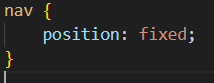 nav {
    position: fixed;
}